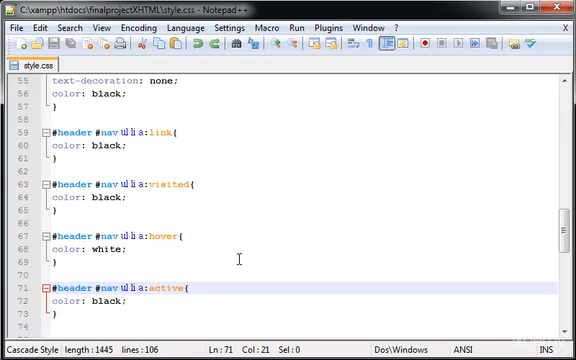 C:\xampp\htdocs\finalprojectXHTML\style.css - Notepad++
File Edit Search View Encoding Language Settings Macro Run TextFX Plugins Window ?
style.css
55 text-decoration: none;
56 color: black;
57 }
58
59 #header #nav ul li a:link{
60 color: black;
61 }
62
63 #header #nav ul li a:visited{
64 color: black;
65 }
66
67 #header #nav ul li a:hover{
68 color: white;
69 }
70
71 #header #nav ul li a:active{
72 color: black;
73 }
74
Cascade Style length : 1445 lines : 106 Ln : 71 Col : 21 Sel : 0 Dos\Windows ANSI INS